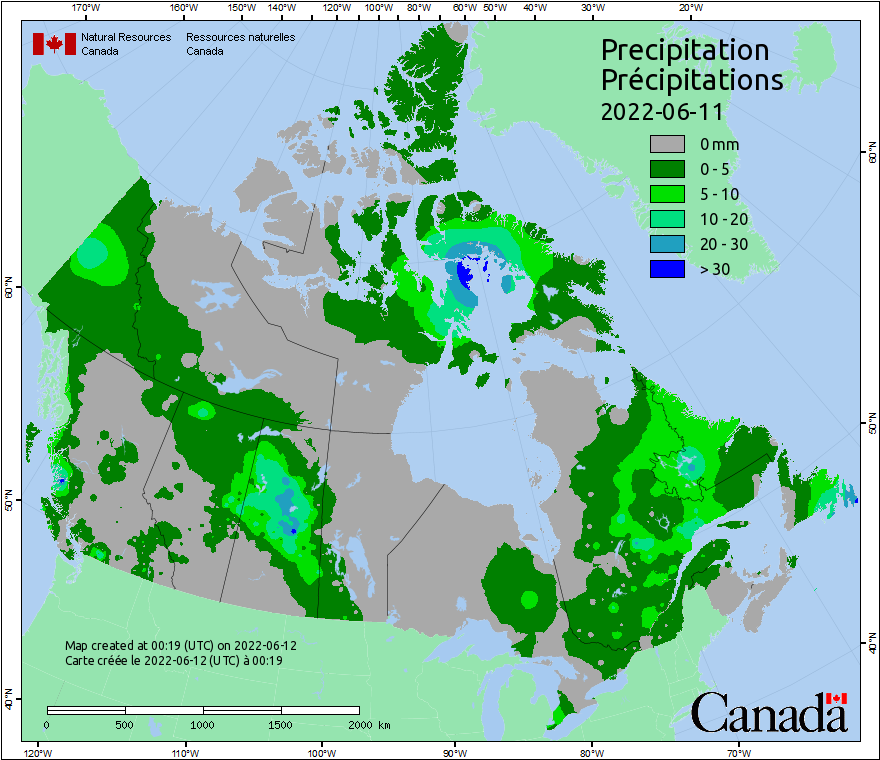 170°W 160°W 150°W 140°W 130°W 120°W 110°W 100°W 90°W 80°W 60°W 50°W 40°W 30°W 20°W
Natural Resources Ressources naturelles
Canada Canada
Precipitation
Précipitations
2022-06-11
0 mm
0 - 5
5 - 10
10 - 20
20 - 30
> 30
60°N
60°N
50°N
50°N
40°N
40°N
Map created at 00:19 (UTC) on 2022-06-12
Carte créée le 2022-06-12 (UTC) à 00:19
0 500 1000 1500 2000 km
Canada
120°W 110°W 100°W 90°W 80°W 70°W